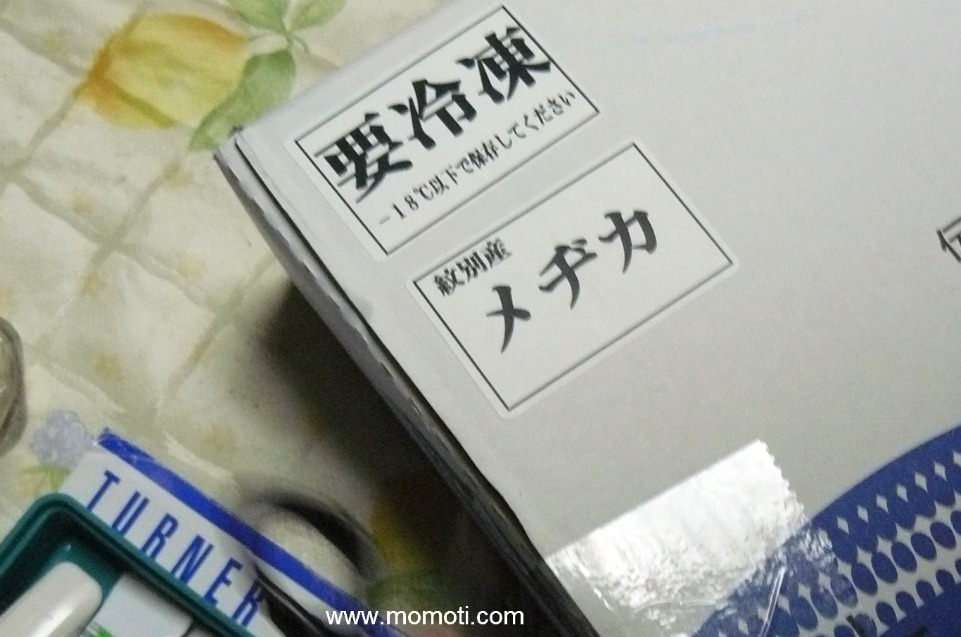 要冷凍
－18℃以下で保存してください
紋別産
メヂカ
TURNER
www.momoti.com